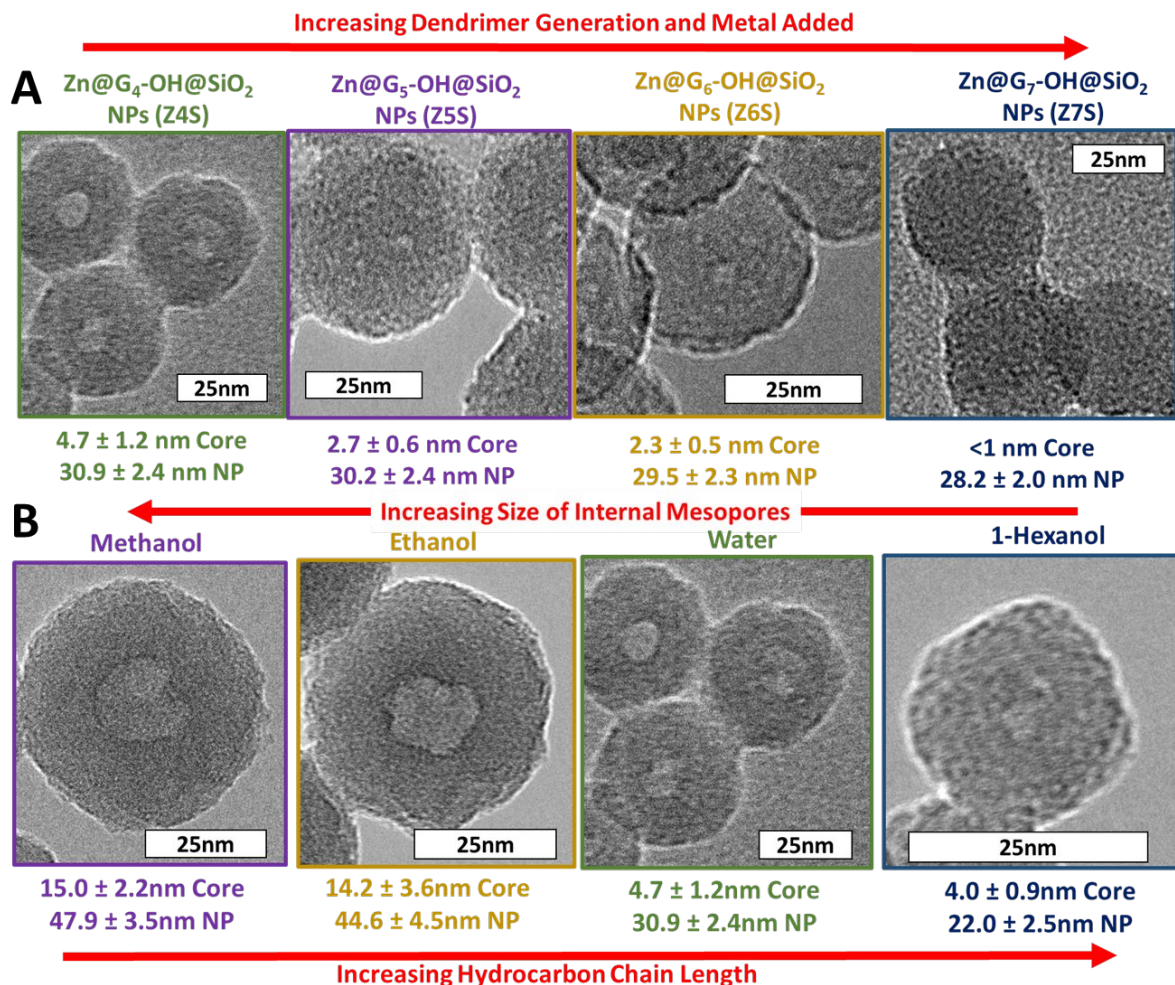 Increasing Dendrimer Generation and Metal Added
A
Zn@G₄-OH@SiO₂
NPs (Z4S)
Zn@G₅-OH@SiO₂
NPs (Z5S)
Zn@G₆-OH@SiO₂
NPs (Z6S)
Zn@G₇-OH@SiO₂
NPs (Z7S)
25nm
25nm
25nm
25nm
4.7 ± 1.2 nm Core
30.9 ± 2.4 nm NP
2.7 ± 0.6 nm Core
30.2 ± 2.4 nm NP
2.3 ± 0.5 nm Core
29.5 ± 2.3 nm NP
<1 nm Core
28.2 ± 2.0 nm NP
Increasing Size of Internal Mesopores
B
Methanol
Ethanol
Water
1-Hexanol
25nm
25nm
25nm
25nm
15.0 ± 2.2nm Core
47.9 ± 3.5nm NP
14.2 ± 3.6nm Core
44.6 ± 4.5nm NP
4.7 ± 1.2nm Core
30.9 ± 2.4nm NP
4.0 ± 0.9nm Core
22.0 ± 2.5nm NP
Increasing Hydrocarbon Chain Length